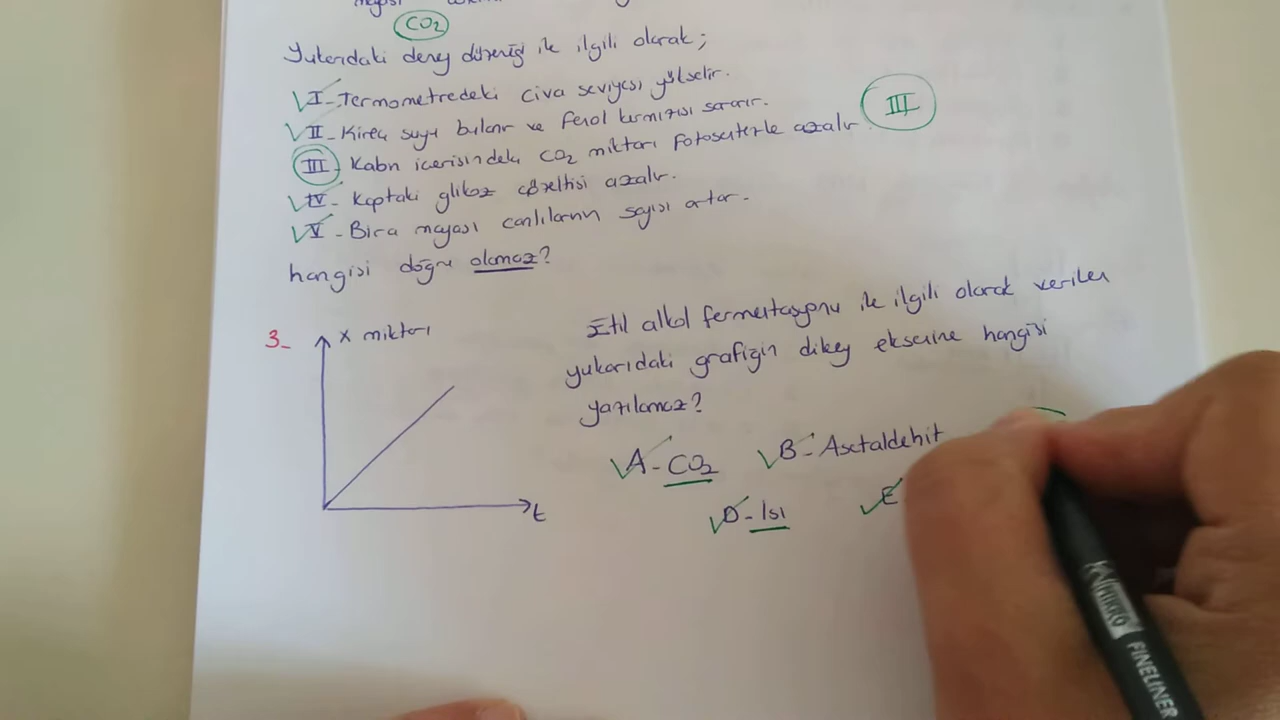 CO2
Yukarıdaki deney düzeneği ile ilgili olarak;
I - Termometredeki civa seviyesi yükselir.
II - Kireç suyu bulanır ve fenol kırmızısı sararır.
III - Kabın içerisindeki CO2 miktarı fotosentezle azalır. III
IV - Kaptaki glikoz çözeltisi azalır.
V - Bira mayası canlılarının sayısı artar.
hangisi doğru olamaz?
3- X miktarı
t
Etil alkol fermentasyonu ile ilgili olarak verilen
yukarıdaki grafiğin dikey eksenine hangisi
yazılamaz?
A- CO2 B- Asetaldehit
D- Isı E
FINELINER